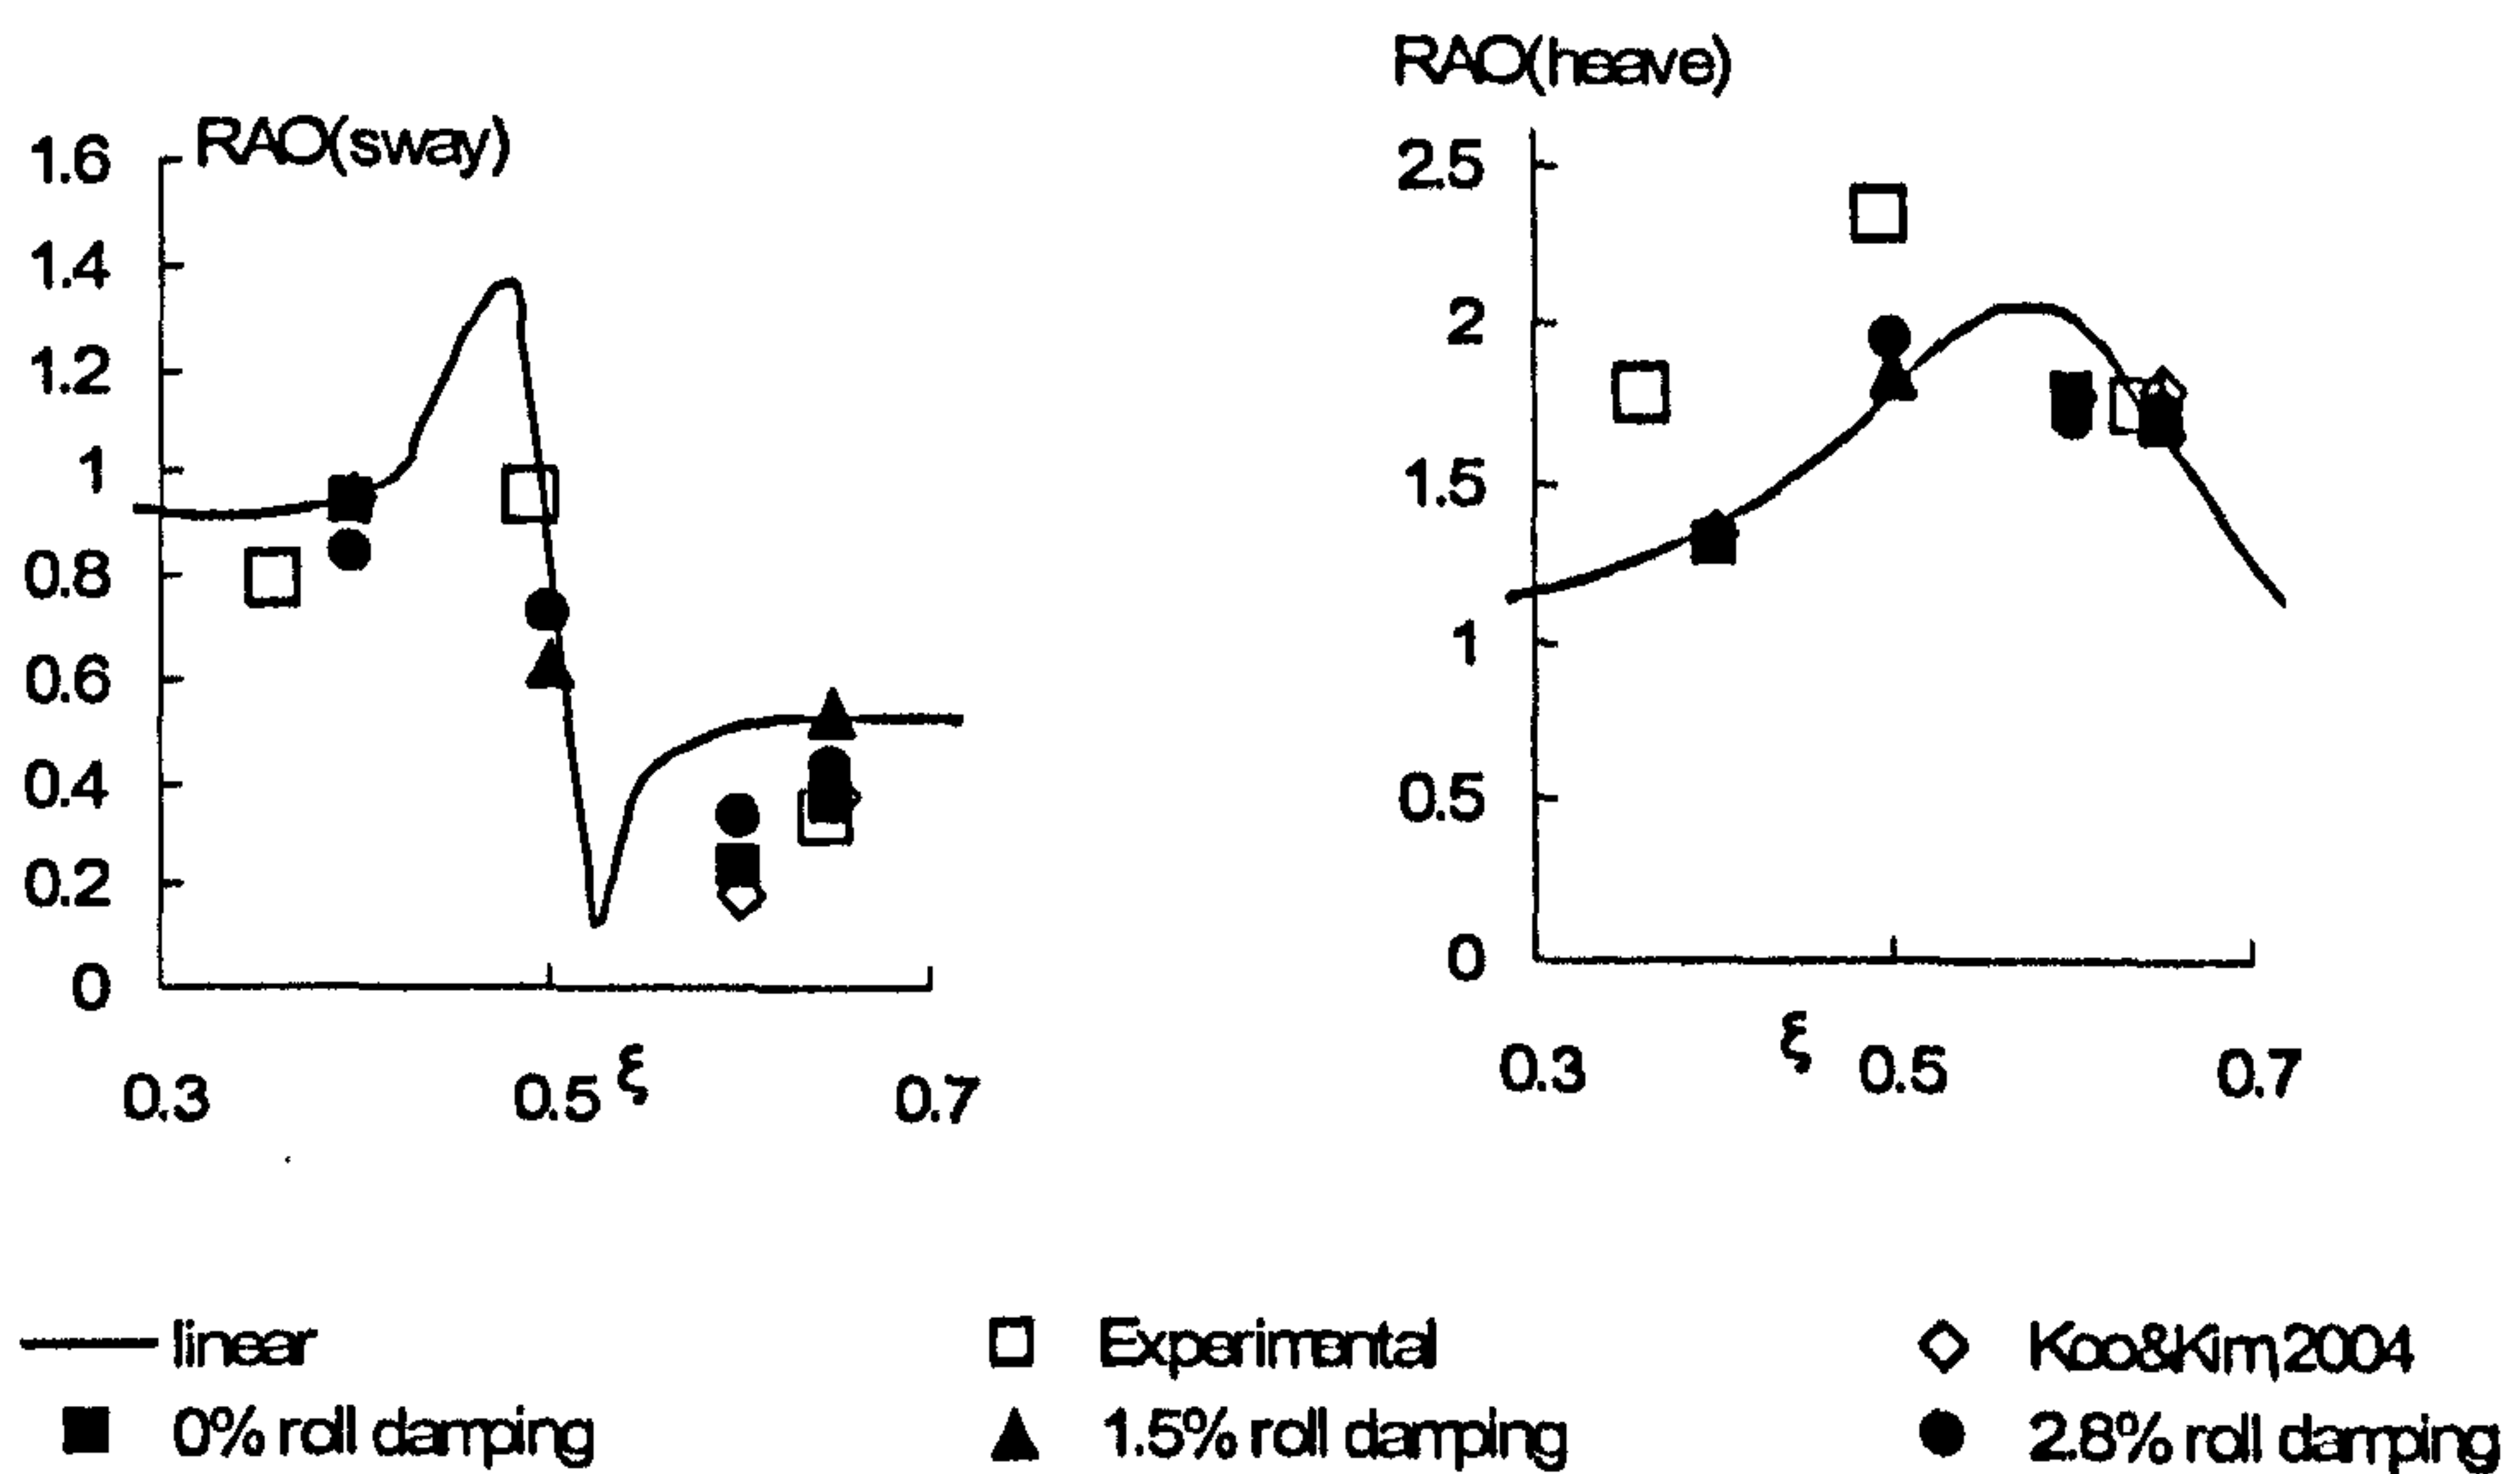 RAO(sway)
1.6
1.4
1.2
1
0.8
0.6
0.4
0.2
0
0.3 0.5 ξ 0.7
RAO(heave)
2.5
2
1.5
1
0.5
0
0.3 ξ 0.5 0.7
linear
Experimental
Koo&Kim, 2004
0% roll damping
1.5% roll damping
2.8% roll damping